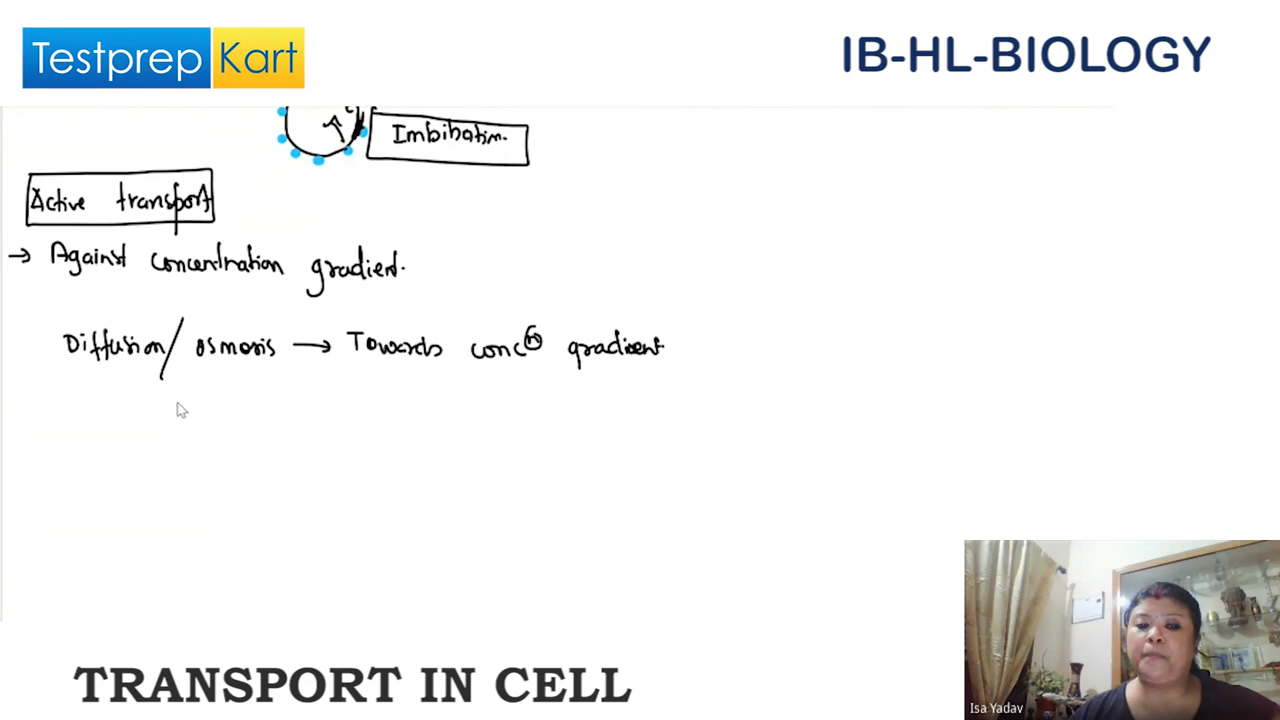 Testprep Kart
IB-HL-BIOLOGY
Imbibation.
Active transport
→ Against concentration gradient.
Diffusion / osmosis → Towards concⁿ gradient
TRANSPORT IN CELL
Isa Yadav